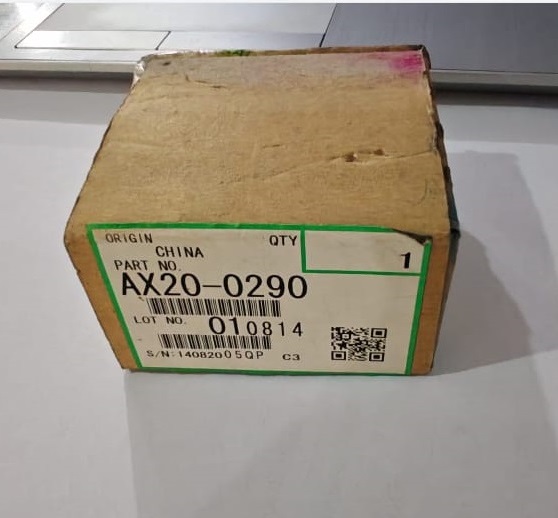 ORIGIN QTY
CHINA 1
PART NO.
AX20-0290
LOT NO. 010814
S/N:14082005QP C3